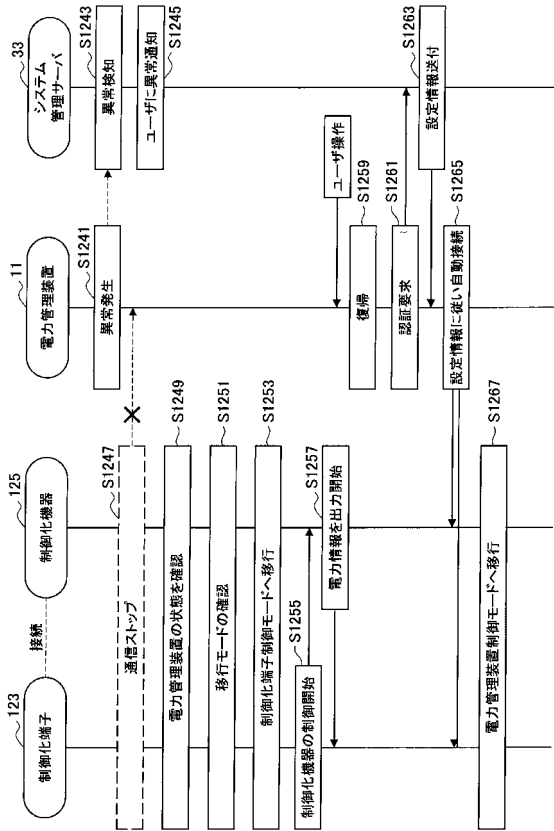 123
制御化端子
接続
125
制御化機器
11
電力管理装置
33
システム
管理サーバ
S1241
異常発生
S1243
異常検知
S1245
ユーザに異常通知
S1247
通信ストップ
S1249
電力管理装置の状態を確認
S1251
移行モードの確認
S1253
制御化端子制御モードへ移行
S1255
制御化機器の制御開始
S1257
電力情報を出力開始
ユーザ操作
S1259
復帰
S1261
認証要求
S1263
設定情報送付
S1265
設定情報に従い自動接続
S1267
電力管理装置制御モードへ移行